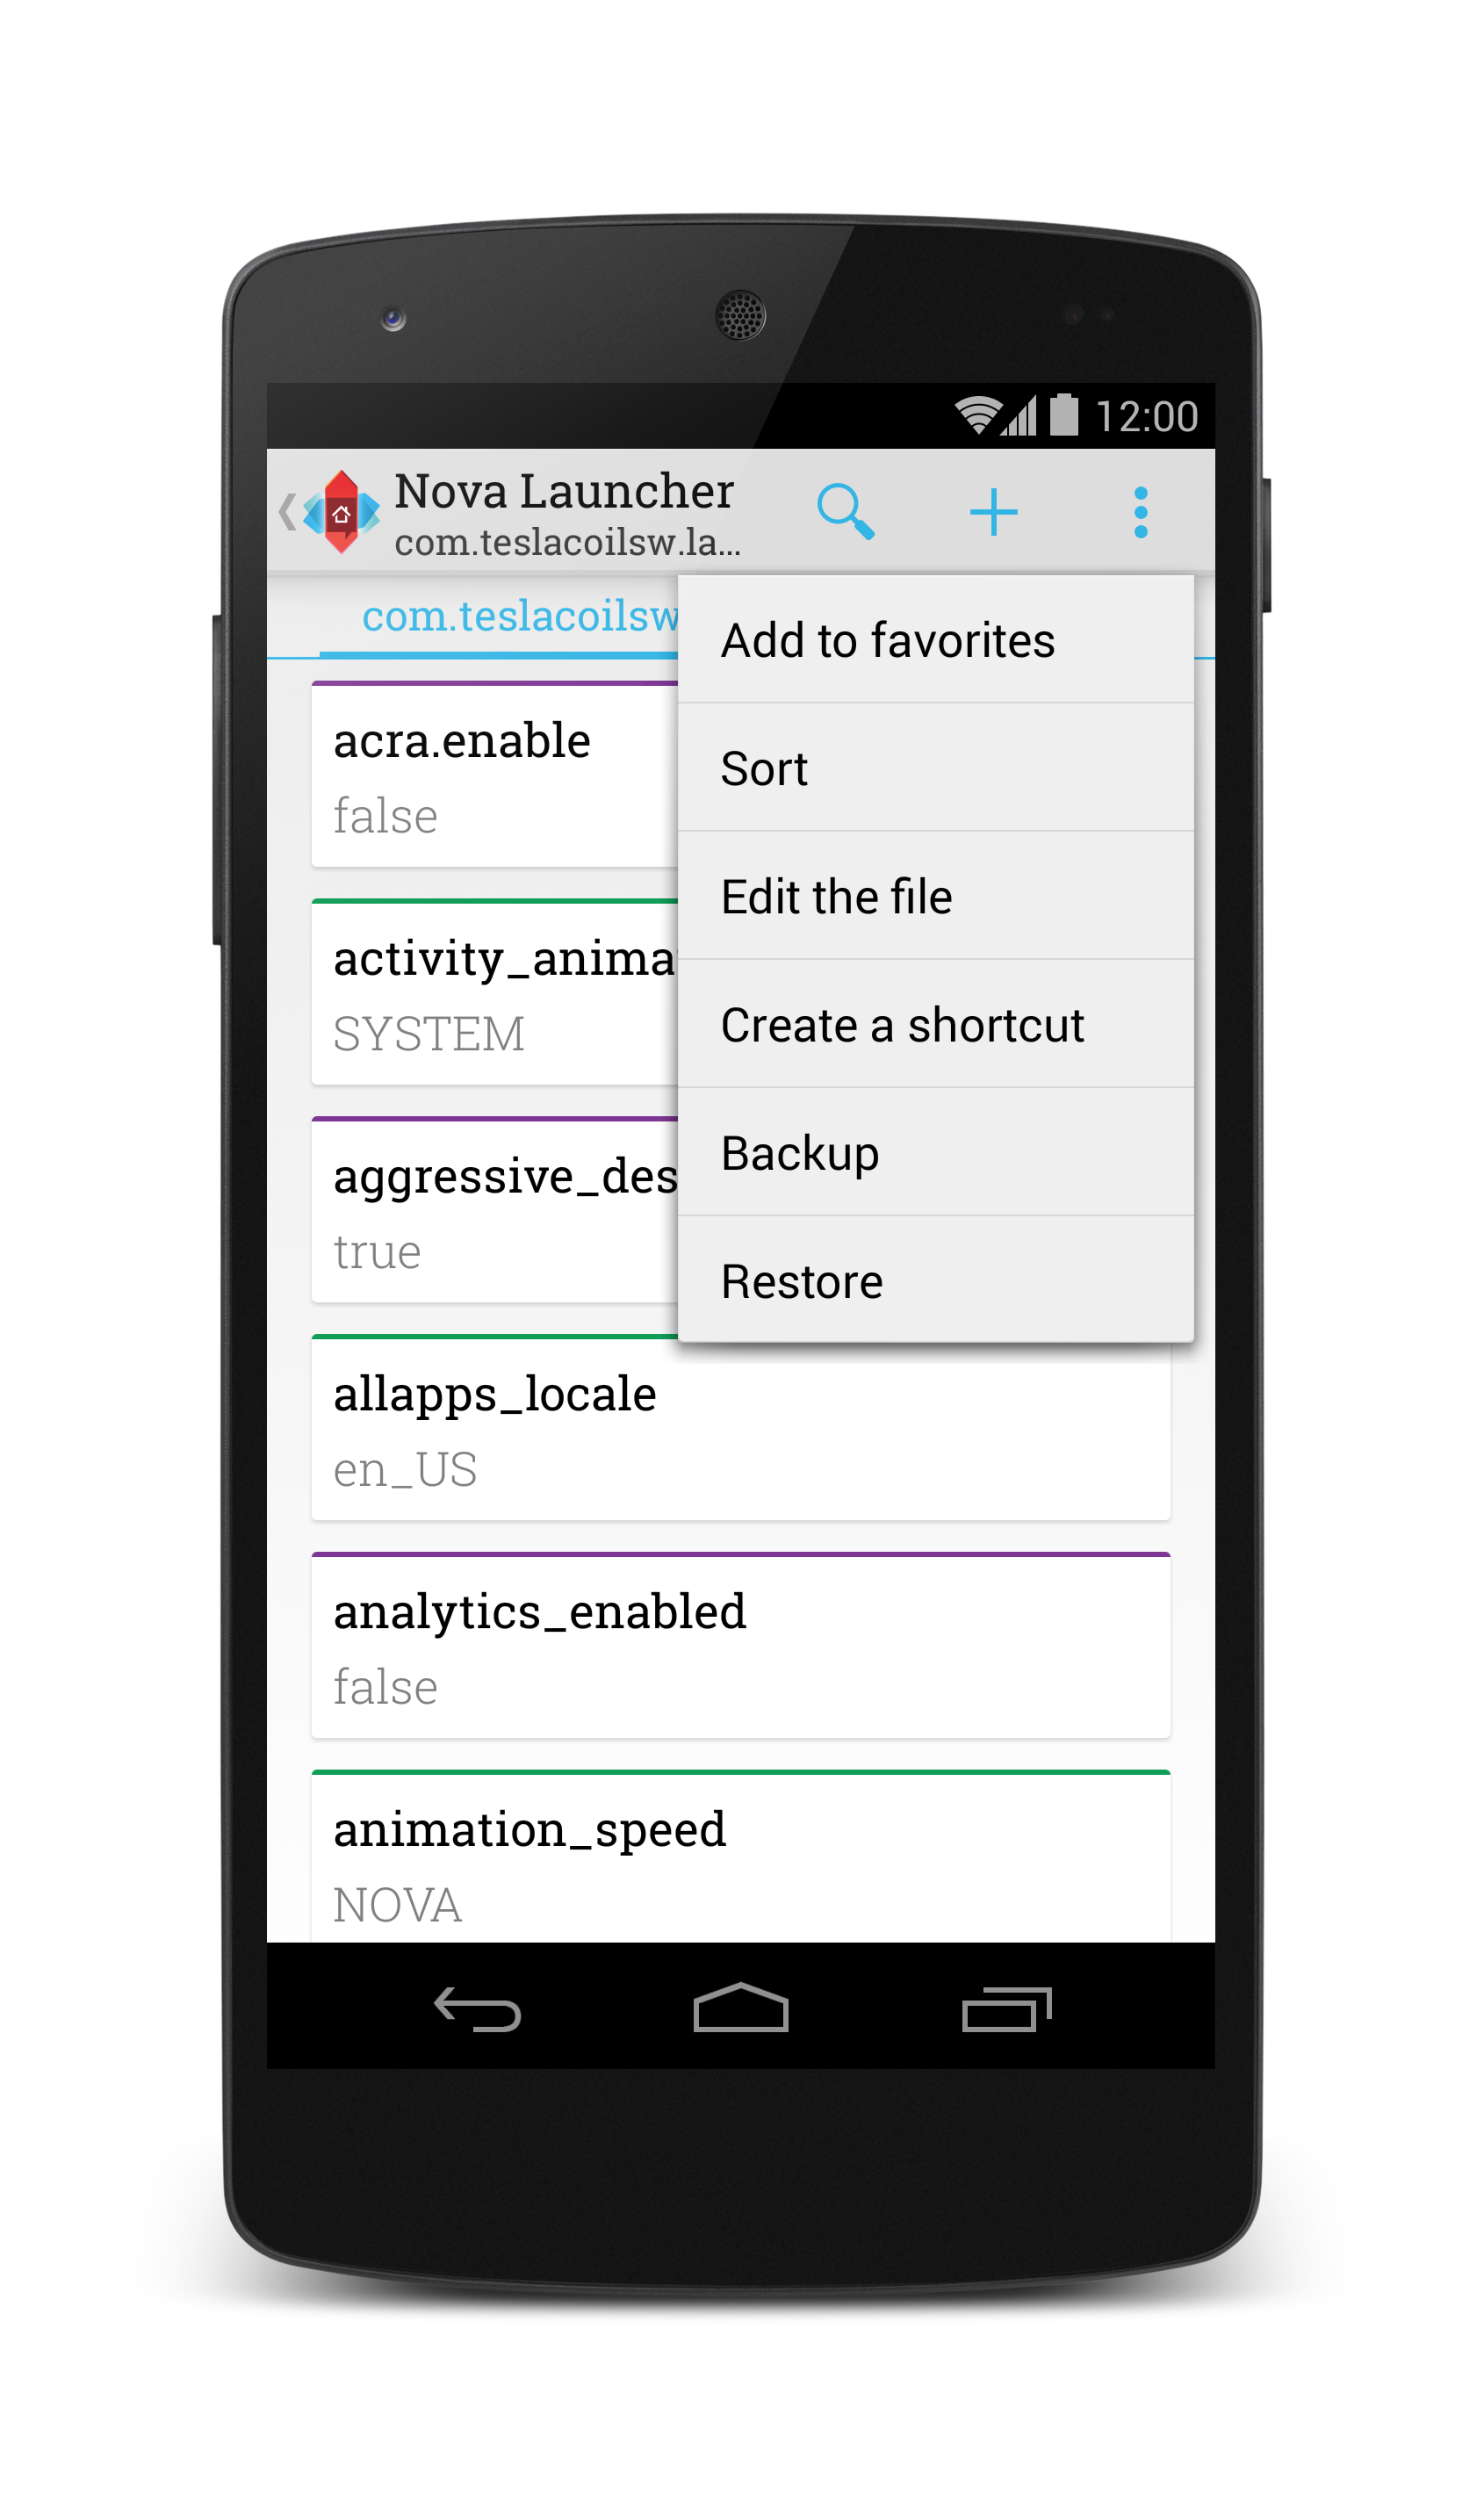 12:00
Nova Launcher
com.teslacoilsw.la...
com.teslacoilsw
Add to favorites
Sort
Edit the file
Create a shortcut
Backup
Restore
acra.enable
false
activity_anima
SYSTEM
aggressive_des
true
allapps_locale
en_US
analytics_enabled
false
animation_speed
NOVA